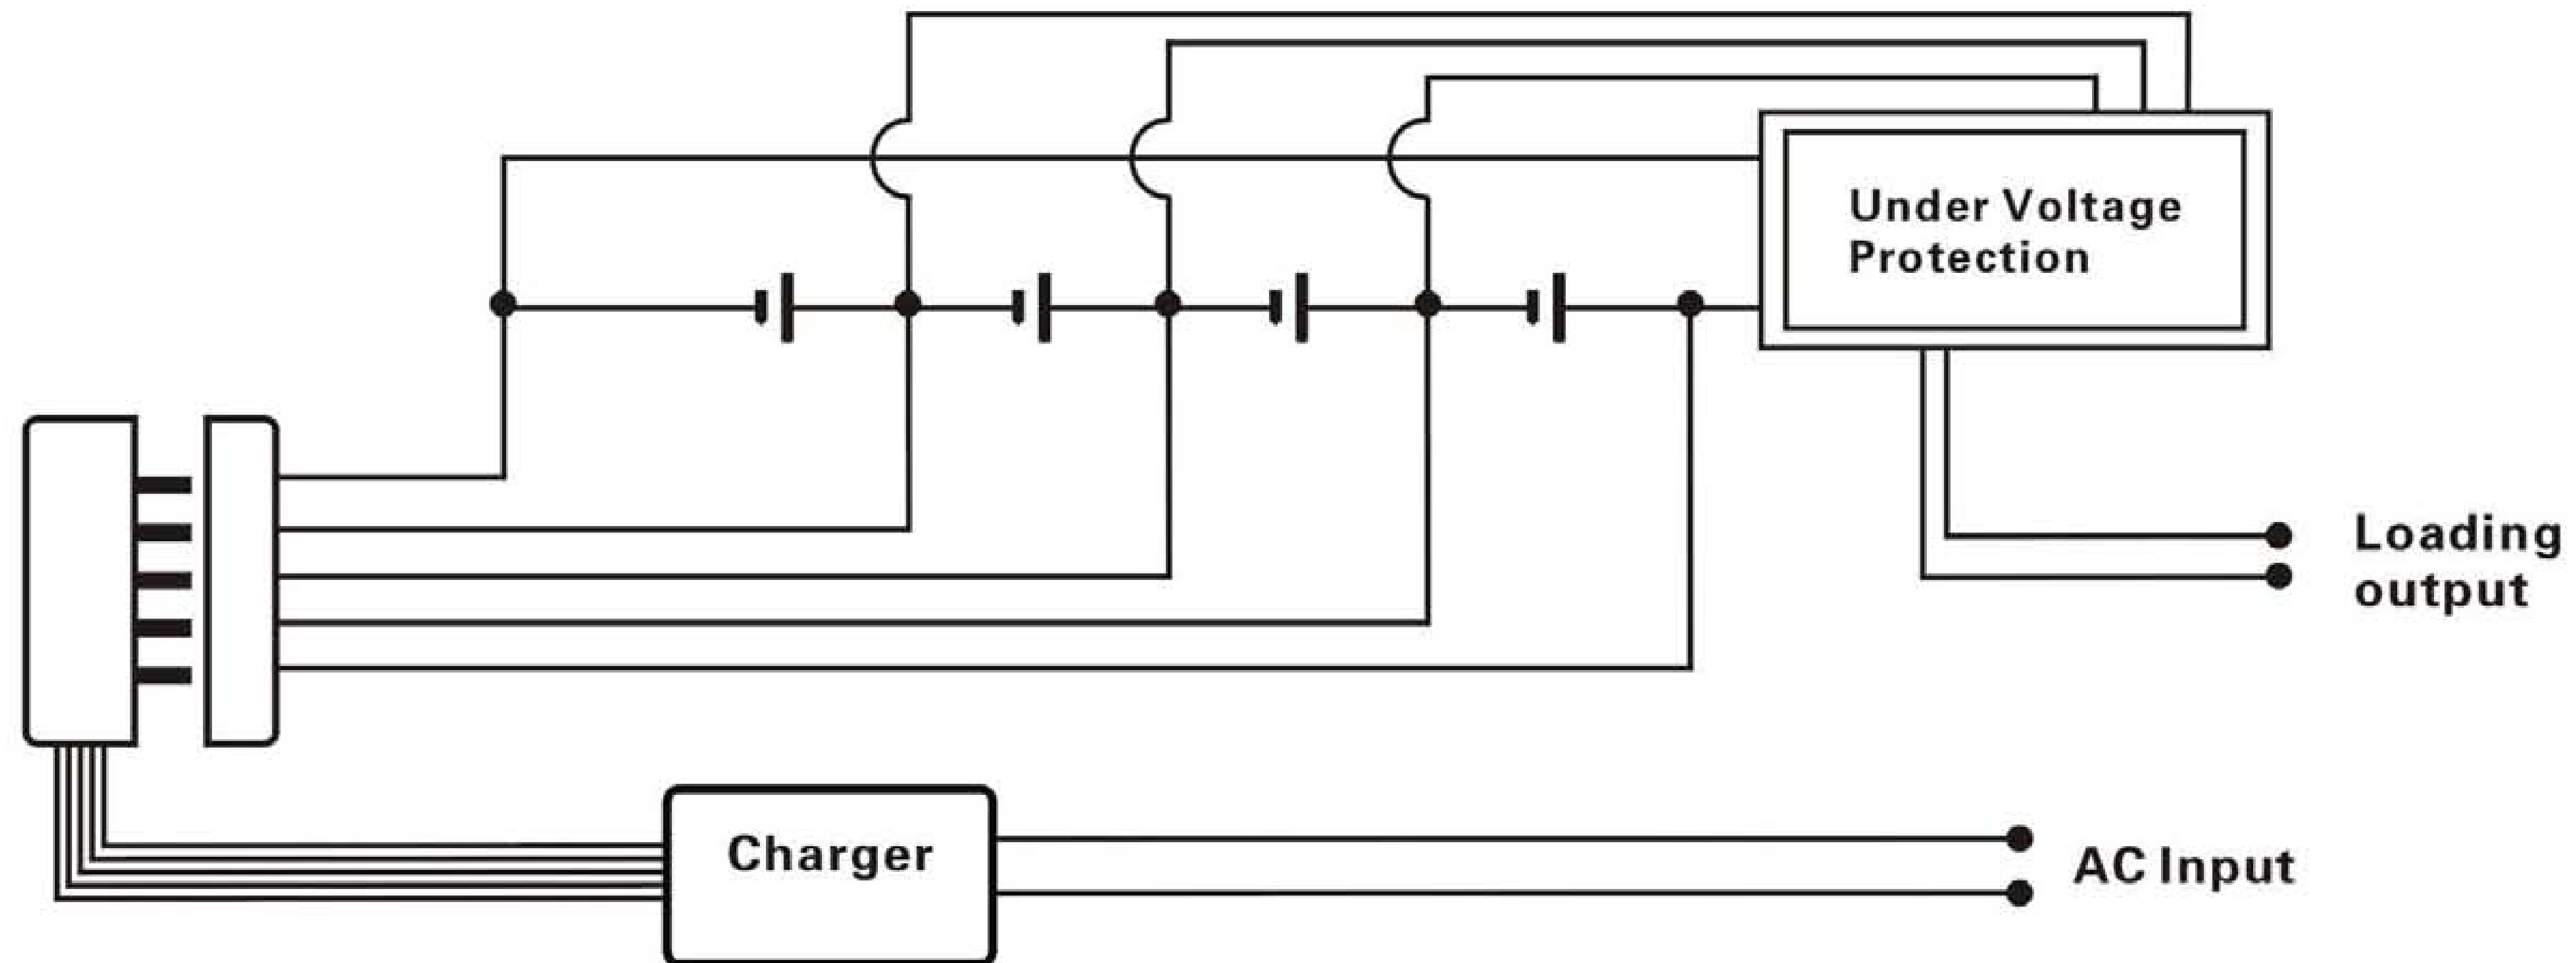 Under Voltage
Protection
Loading
output
Charger
AC Input